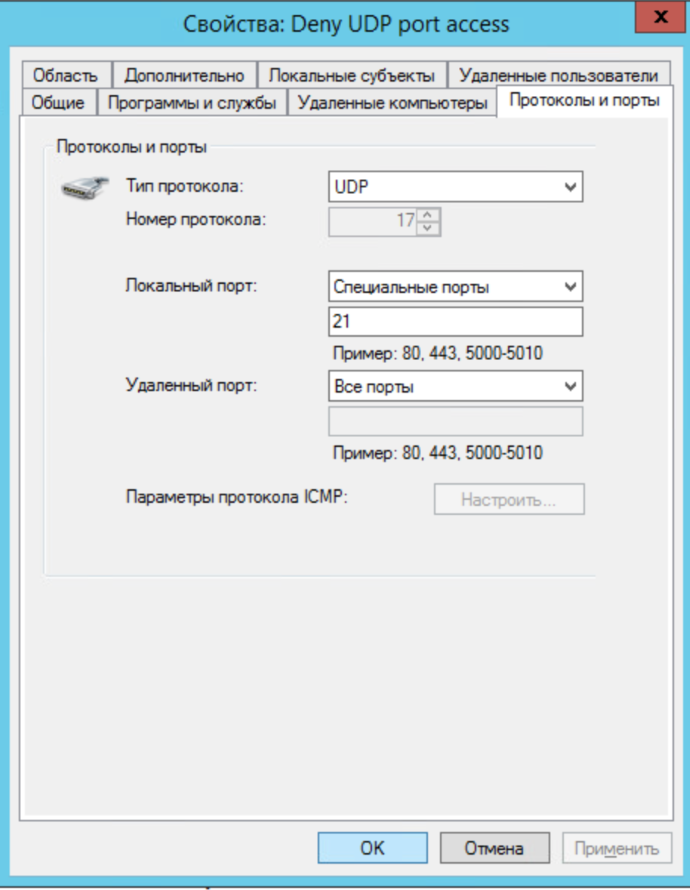 Свойства: Deny UDP port access
x
Область Дополнительно Локальные субъекты Удаленные пользователи
Общие Программы и службы Удаленные компьютеры Протоколы и порты
Протоколы и порты
Тип протокола: UDP
Номер протокола: 17
Локальный порт: Специальные порты
21
Пример: 80, 443, 5000-5010
Удаленный порт: Все порты
Пример: 80, 443, 5000-5010
Параметры протокола ICMP: Настроить...
OK Отмена Применить